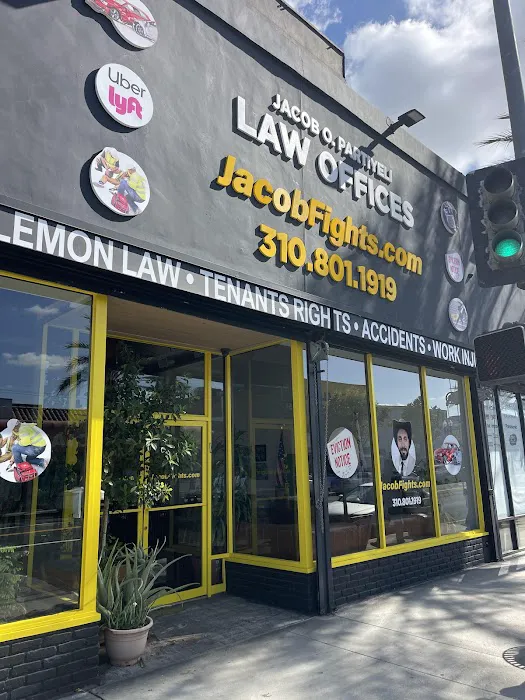 Uber
lyft
JACOB O. PARTIYELI
LAW OFFICES
JacobFights.com
310.801.1919
LEMON LAW • TENANTS RIGHTS • ACCIDENTS • WORK INJ
EVICTION
NOTICE
JacobFights.com
310.801.1919